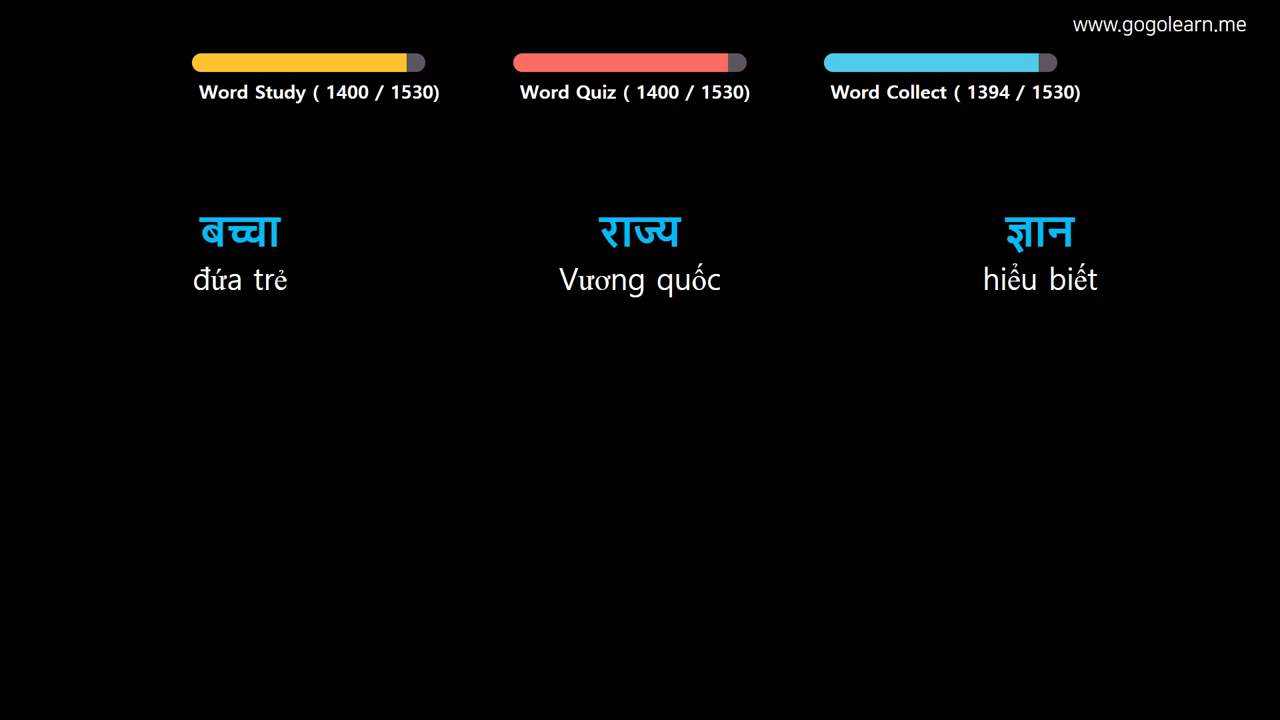 www.gogolearn.me
Word Study ( 1400 / 1530)
Word Quiz ( 1400 / 1530)
Word Collect ( 1394 / 1530)
बच्चा
đứa trẻ
राज्य
Vương quốc
ज्ञान
hiểu biết